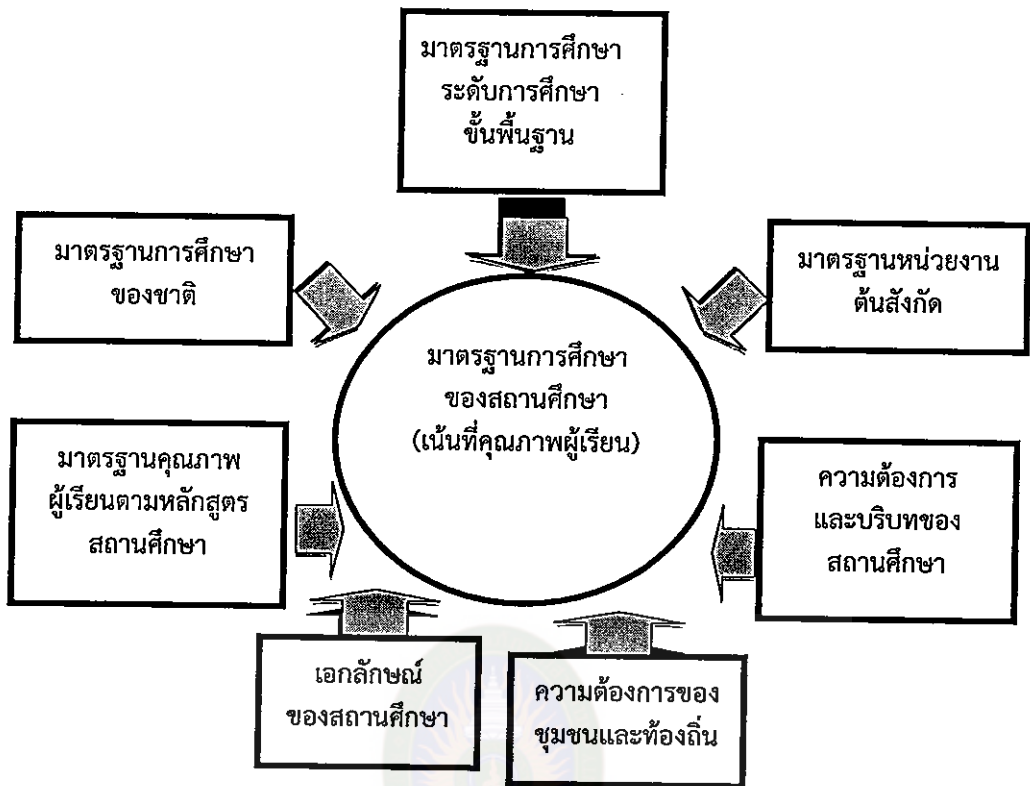 มาตรฐานการศึกษา
ระดับการศึกษา
ขั้นพื้นฐาน
มาตรฐานการศึกษา
ของชาติ
มาตรฐานหน่วยงาน
ต้นสังกัด
มาตรฐานการศึกษา
ของสถานศึกษา
(เน้นที่คุณภาพผู้เรียน)
มาตรฐานคุณภาพ
ผู้เรียนตามหลักสูตร
สถานศึกษา
ความต้องการ
และบริบทของ
สถานศึกษา
เอกลักษณ์
ของสถานศึกษา
ความต้องการของ
ชุมชนและท้องถิ่น